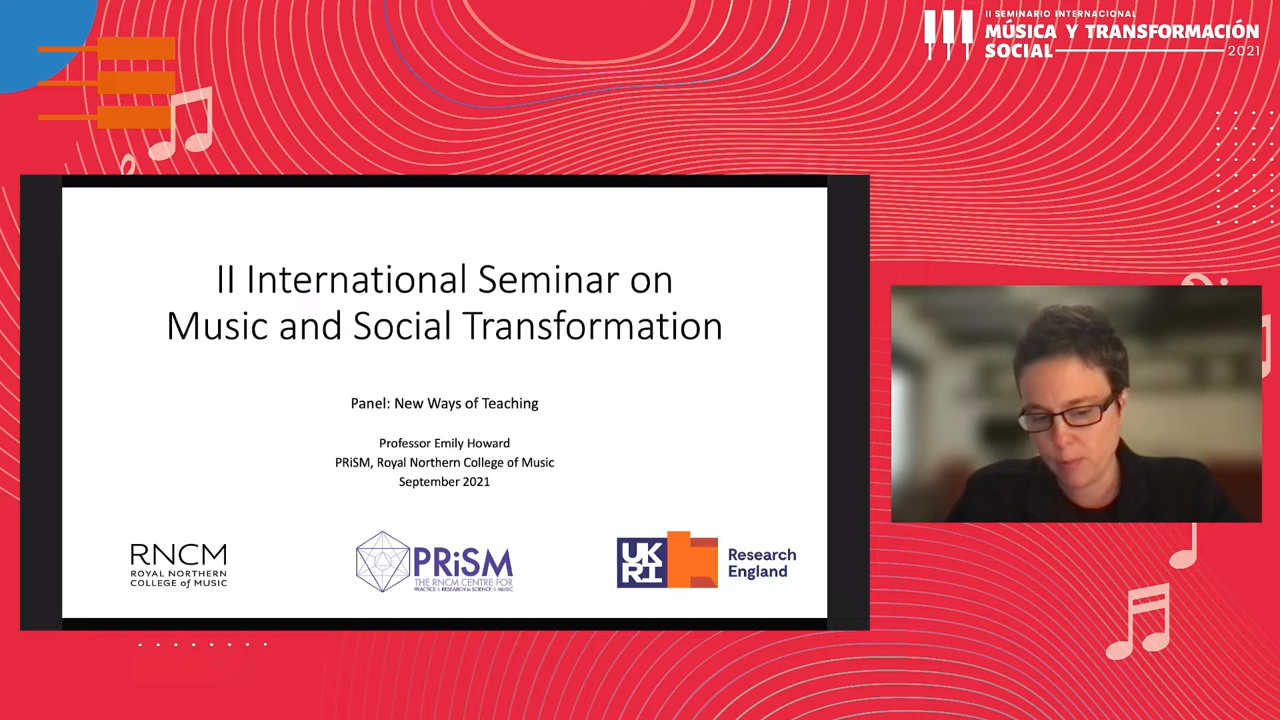 II SEMINARIO INTERNACIONAL
MÚSICA Y TRANSFORMACIÓN
SOCIAL
2021
II International Seminar on
Music and Social Transformation
Panel: New Ways of Teaching
Professor Emily Howard
PRiSM, Royal Northern College of Music
September 2021
RNCM
ROYAL NORTHERN
COLLEGE of MUSIC
PRiSM
THE RNCM CENTRE FOR
PRACTICE & RESEARCH in SCIENCE & MUSIC
UK
RI
Research
England